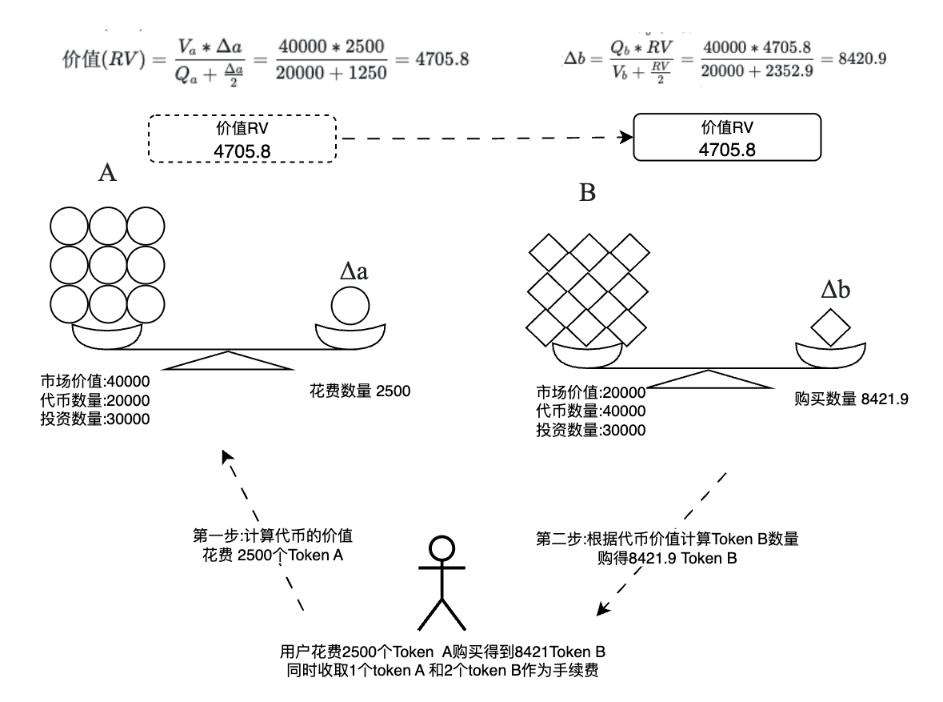 价值(RV) = \frac{V_a * Δa}{Q_a + \frac{Δa}{2}} = \frac{40000 * 2500}{20000 + 1250} = 4705.8
Δb = \frac{Q_b * RV}{V_b + \frac{RV}{2}} = \frac{40000 * 4705.8}{20000 + 2352.9} = 8420.9
价值RV
4705.8
价值RV
4705.8
A
B
Δa
Δb
市场价值:40000
代币数量:20000
投资数量:30000
花费数量 2500
市场价值:20000
代币数量:40000
投资数量:30000
购买数量 8421.9
第一步:计算代币的价值
花费 2500个Token A
第二步:根据代币价值计算Token B数量
购得8421.9 Token B
用户花费2500个Token A购买得到8421Token B
同时收取1个token A 和2个token B作为手续费